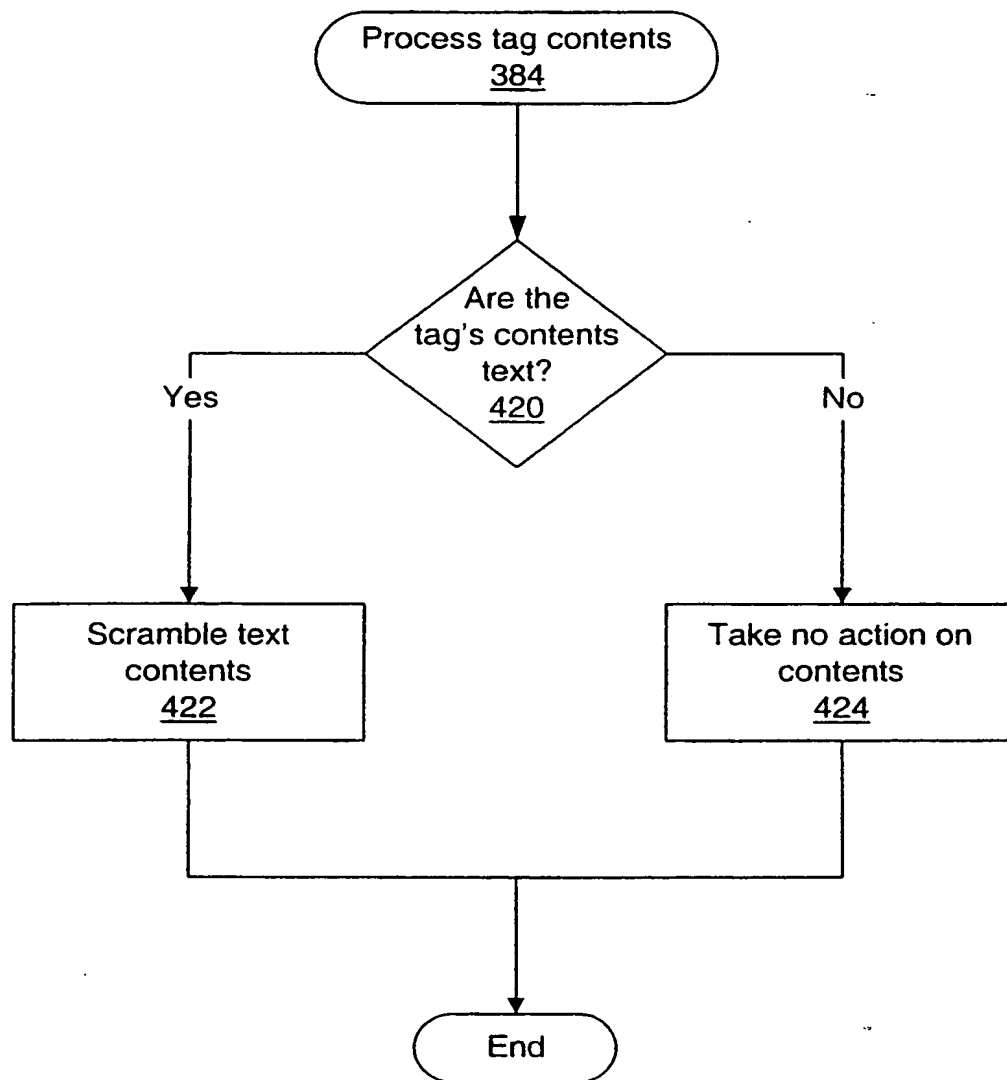 Process tag contents
384
Are the
tag's contents
text?
420
Yes
No
Scramble text
contents
422
Take no action on
contents
424
End